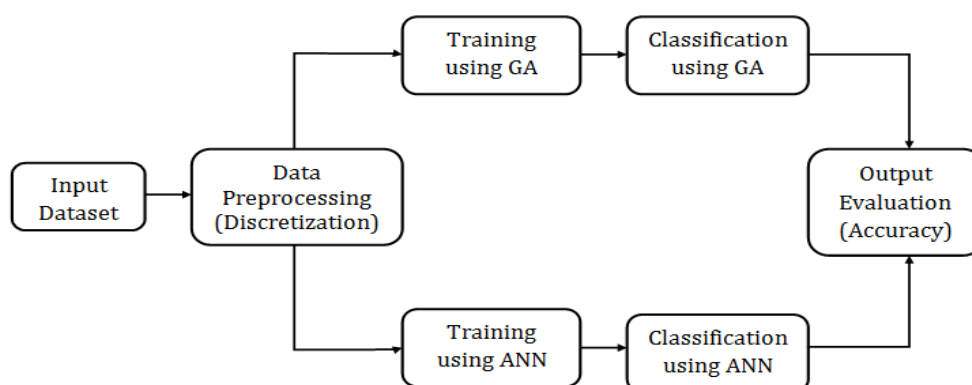 Input
Dataset
Data
Preprocessing
(Discretization)
Training
using GA
Classification
using GA
Training
using ANN
Classification
using ANN
Output
Evaluation
(Accuracy)